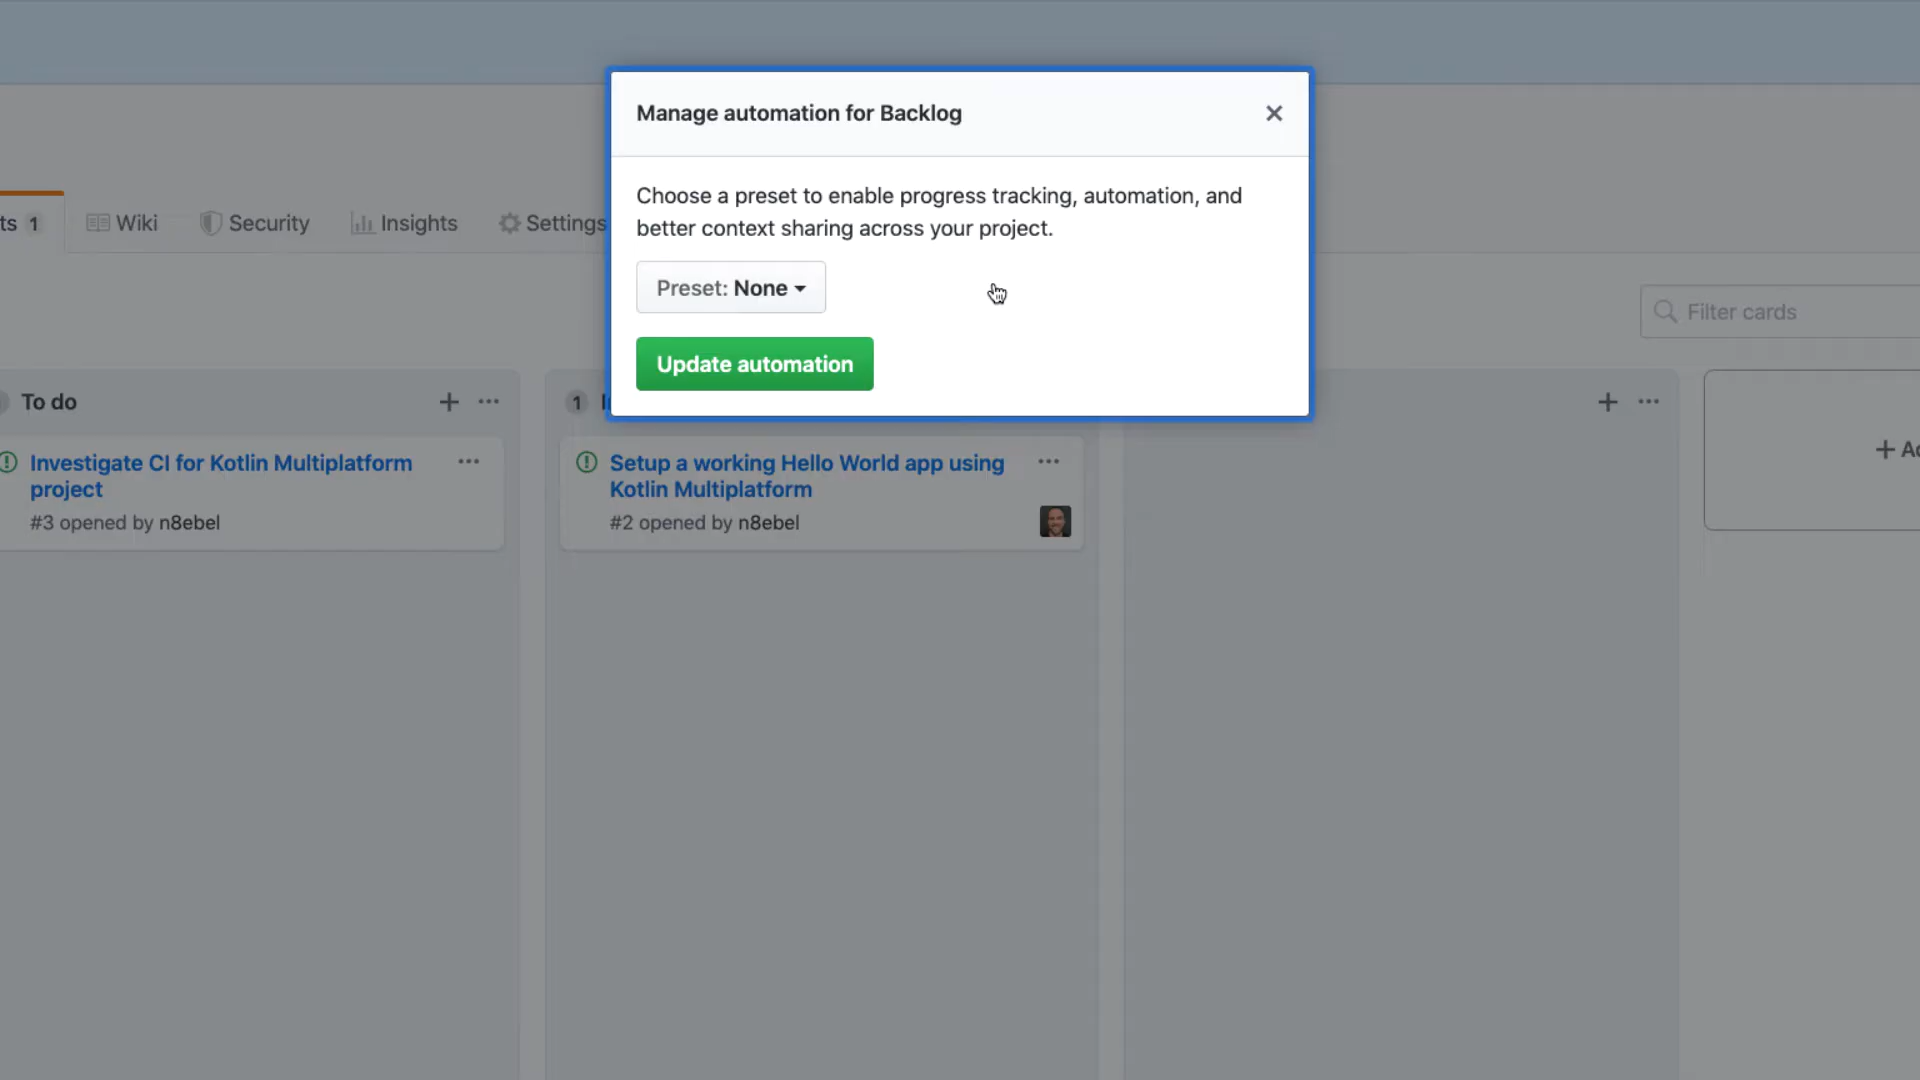 Manage automation for Backlog
Choose a preset to enable progress tracking, automation, and
better context sharing across your project.
Preset: None
Update automation
ts 1
Wiki
Security
Insights
Settings
Filter cards
To do
Investigate CI for Kotlin Multiplatform
project
#3 opened by n8ebel
1
Setup a working Hello World app using
Kotlin Multiplatform
#2 opened by n8ebel
+ Ad